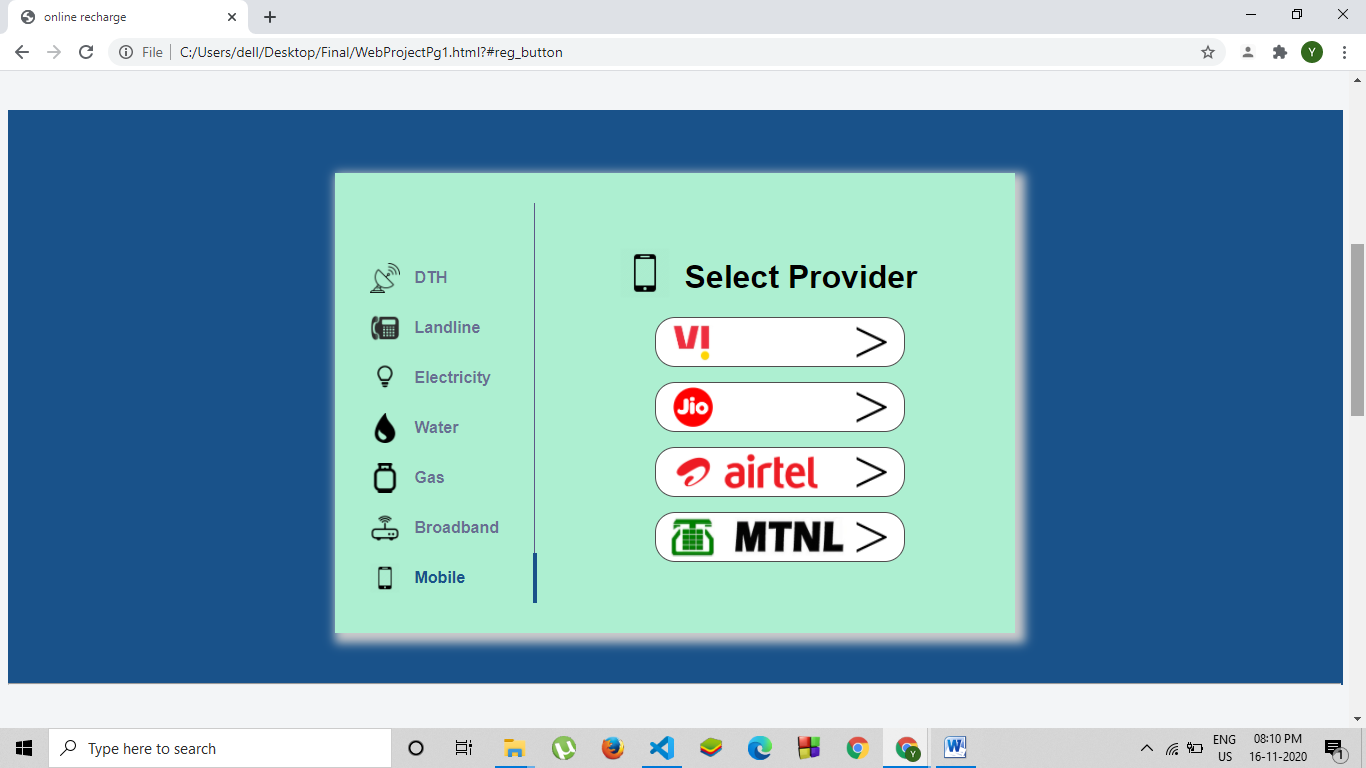 online recharge
File
C:/Users/dell/Desktop/Final/WebProjectPg1.html?#reg_button
Y
DTH
Landline
Electricity
Water
Gas
Broadband
Mobile
Select Provider
VI
Jio
airtel
MTNL
Type here to search
Y
ENG
US
08:10 PM
16-11-2020
1